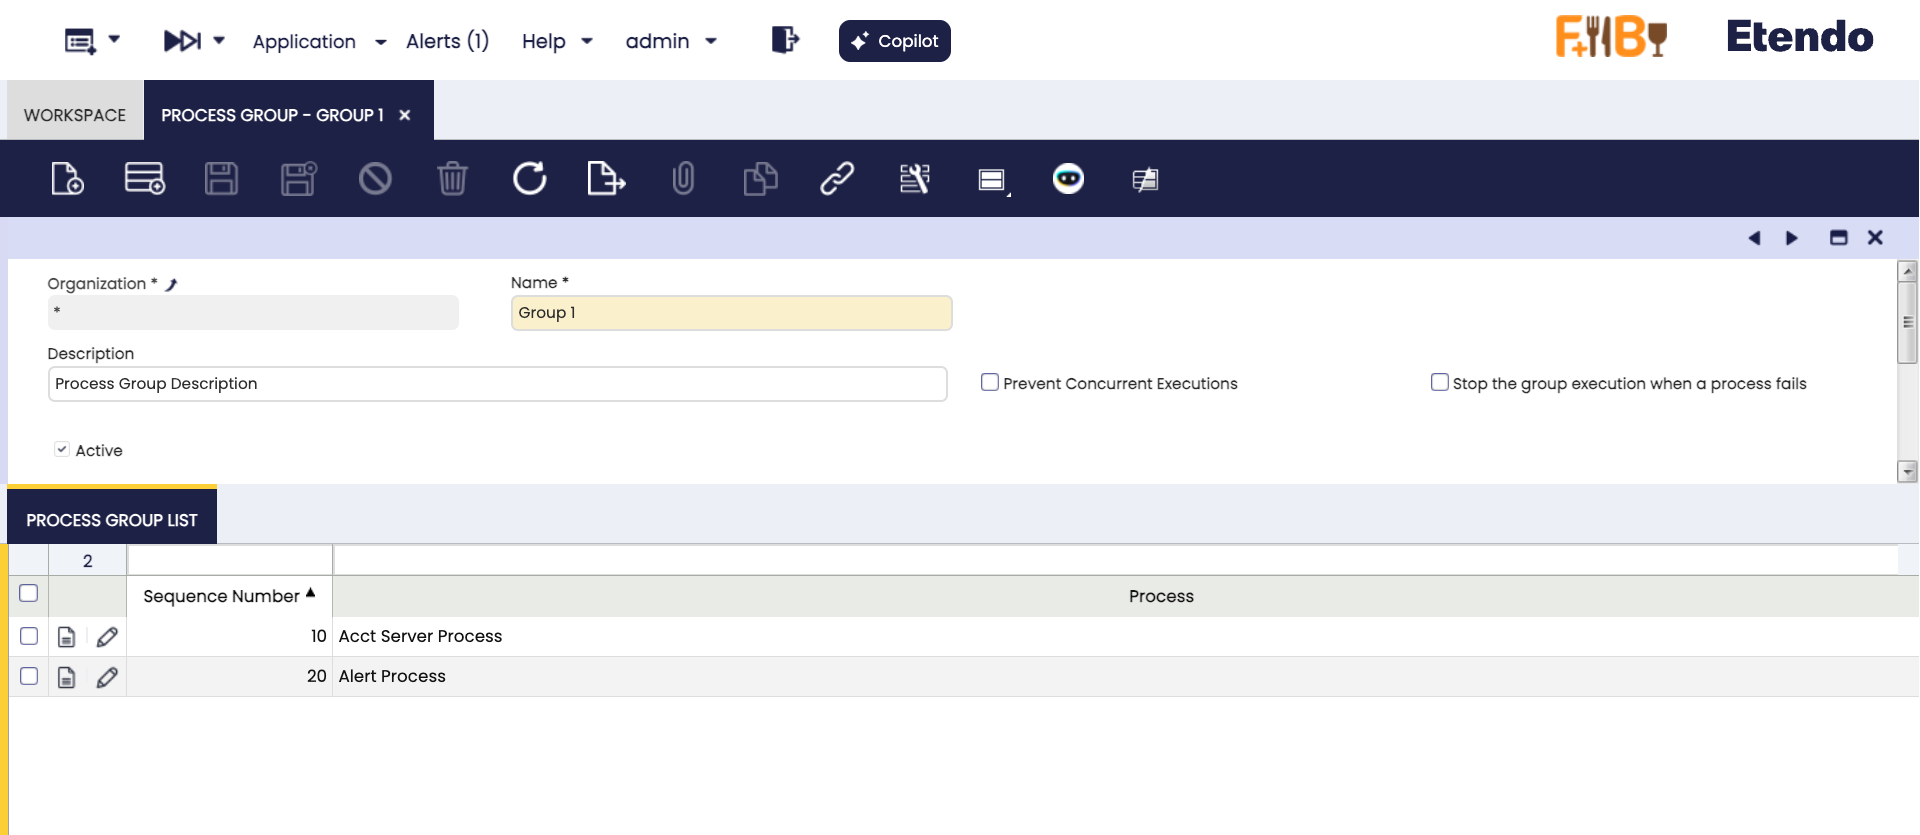 Application Alerts (1) Help admin Copilot F+B Etendo
WORKSPACE PROCESS GROUP - GROUP 1
Organization * Name *
* Group 1
Description
Process Group Description Prevent Concurrent Executions Stop the group execution when a process fails
Active
PROCESS GROUP LIST
2
Sequence Number Process
10 Acct Server Process
20 Alert Process